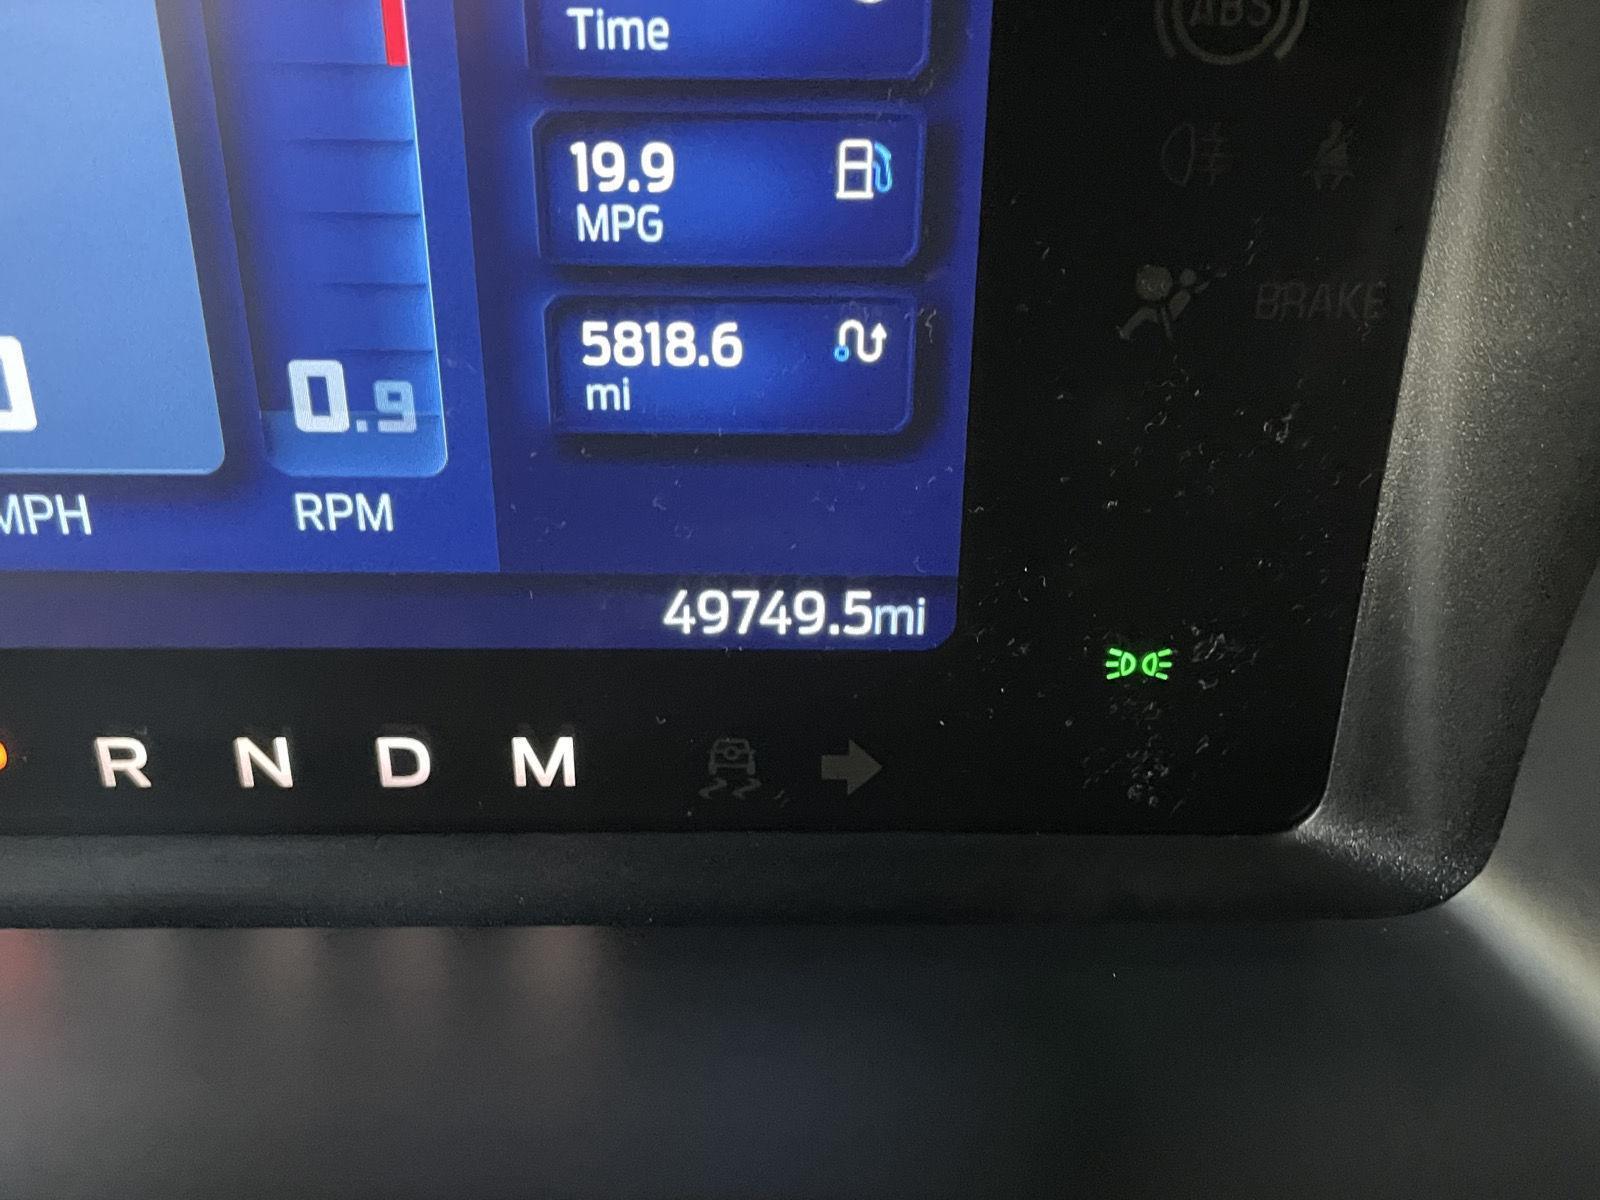 Time
ABS
19.9
MPG
5818.6
mi
BRAKE
0.9
MPH
RPM
49749.5mi
R N D M